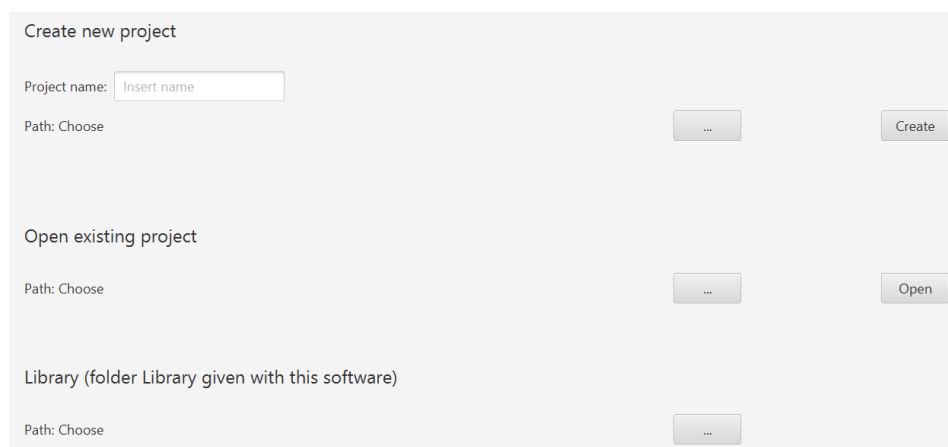 Create new project
Project name: Insert name
Path: Choose ... Create
Open existing project
Path: Choose ... Open
Library (folder Library given with this software)
Path: Choose ...